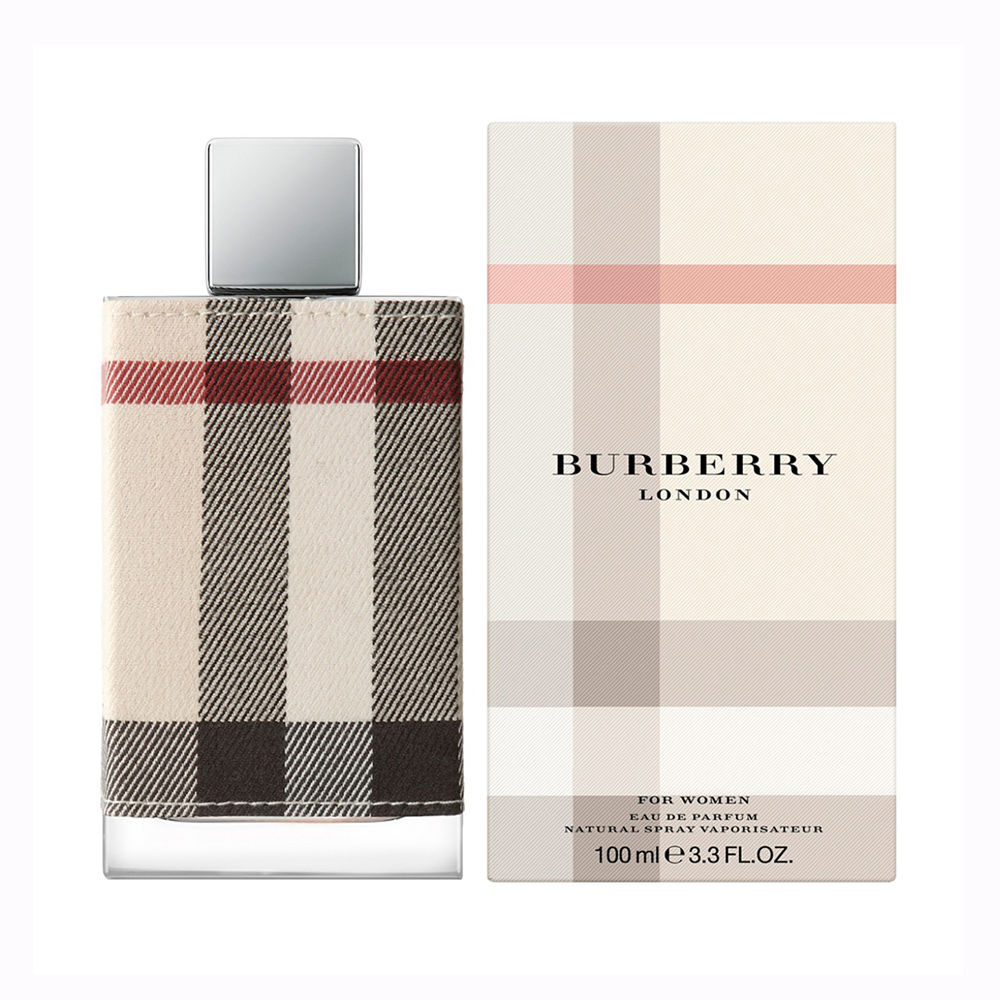 BURBERRY
LONDON
FOR WOMEN
EAU DE PARFUM
NATURAL SPRAY VAPORISATEUR
100 ml ℮ 3.3 FL.OZ.